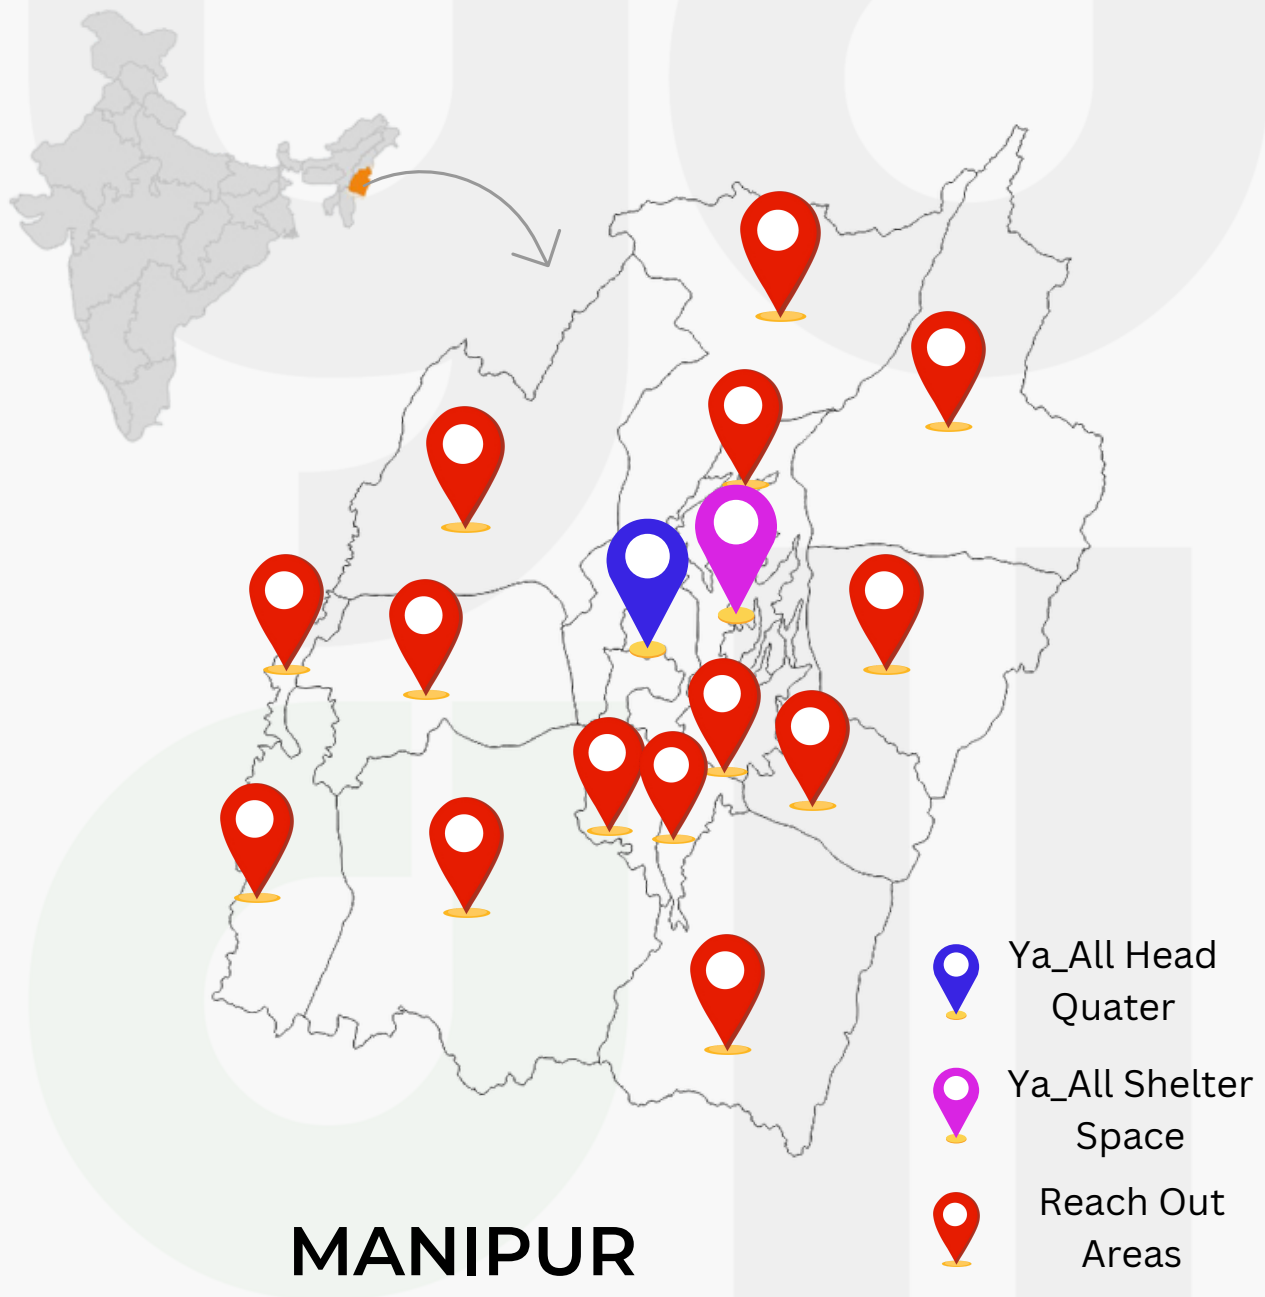 Ya_All Head
Quater
Ya_All Shelter
Space
Reach Out
Areas
MANIPUR